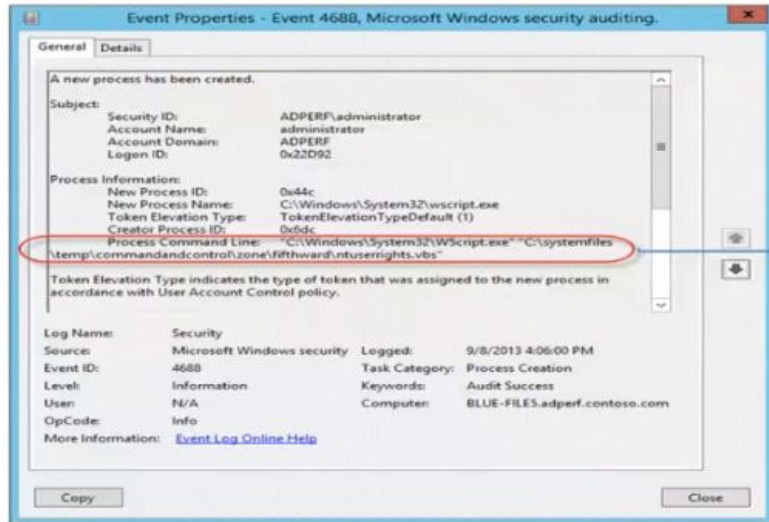 Event Properties - Event 4688, Microsoft Windows security auditing.
General Details
A new process has been created.
Subject:
Security ID: ADPERF\administrator
Account Name: administrator
Account Domain: ADPERF
Logon ID: 0x22D92
Process Information:
New Process ID: 0x44c
New Process Name: C:\Windows\System32\wscript.exe
Token Elevation Type: TokenElevationTypeDefault (1)
Creator Process ID: 0x6dc
Process Command Line: "C:\Windows\System32\WScript.exe" "C:\systemfiles
\temp\commandandcontrol\zone\fifthward\ntuserrights.vbs"
Token Elevation Type indicates the type of token that was assigned to the new process in
accordance with User Account Control policy.
Log Name: Security
Source: Microsoft Windows security Logged: 9/8/2013 4:06:00 PM
Event ID: 4688 Task Category: Process Creation
Level: Information Keywords: Audit Success
User: N/A Computer: BLUE-FILES.adperf.contoso.com
OpCode: Info
More Information: Event Log Online Help
Copy Close